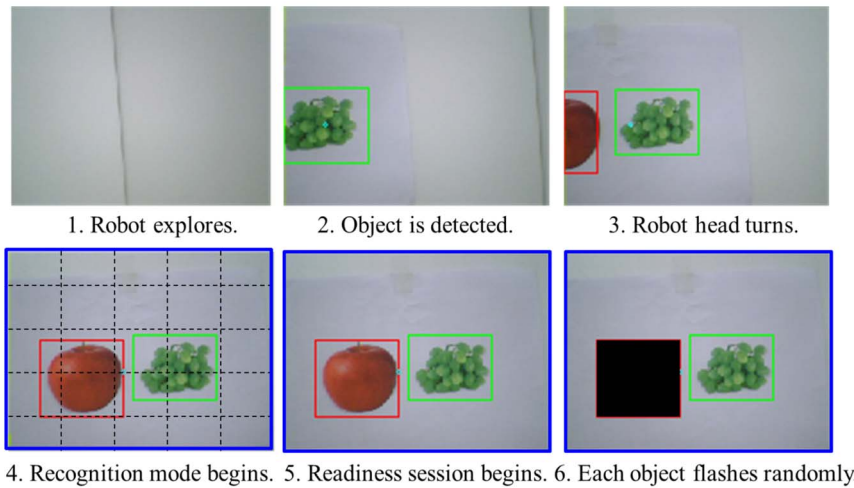 1. Robot explores.
2. Object is detected.
3. Robot head turns.
4. Recognition mode begins.
5. Readiness session begins.
6. Each object flashes randomly